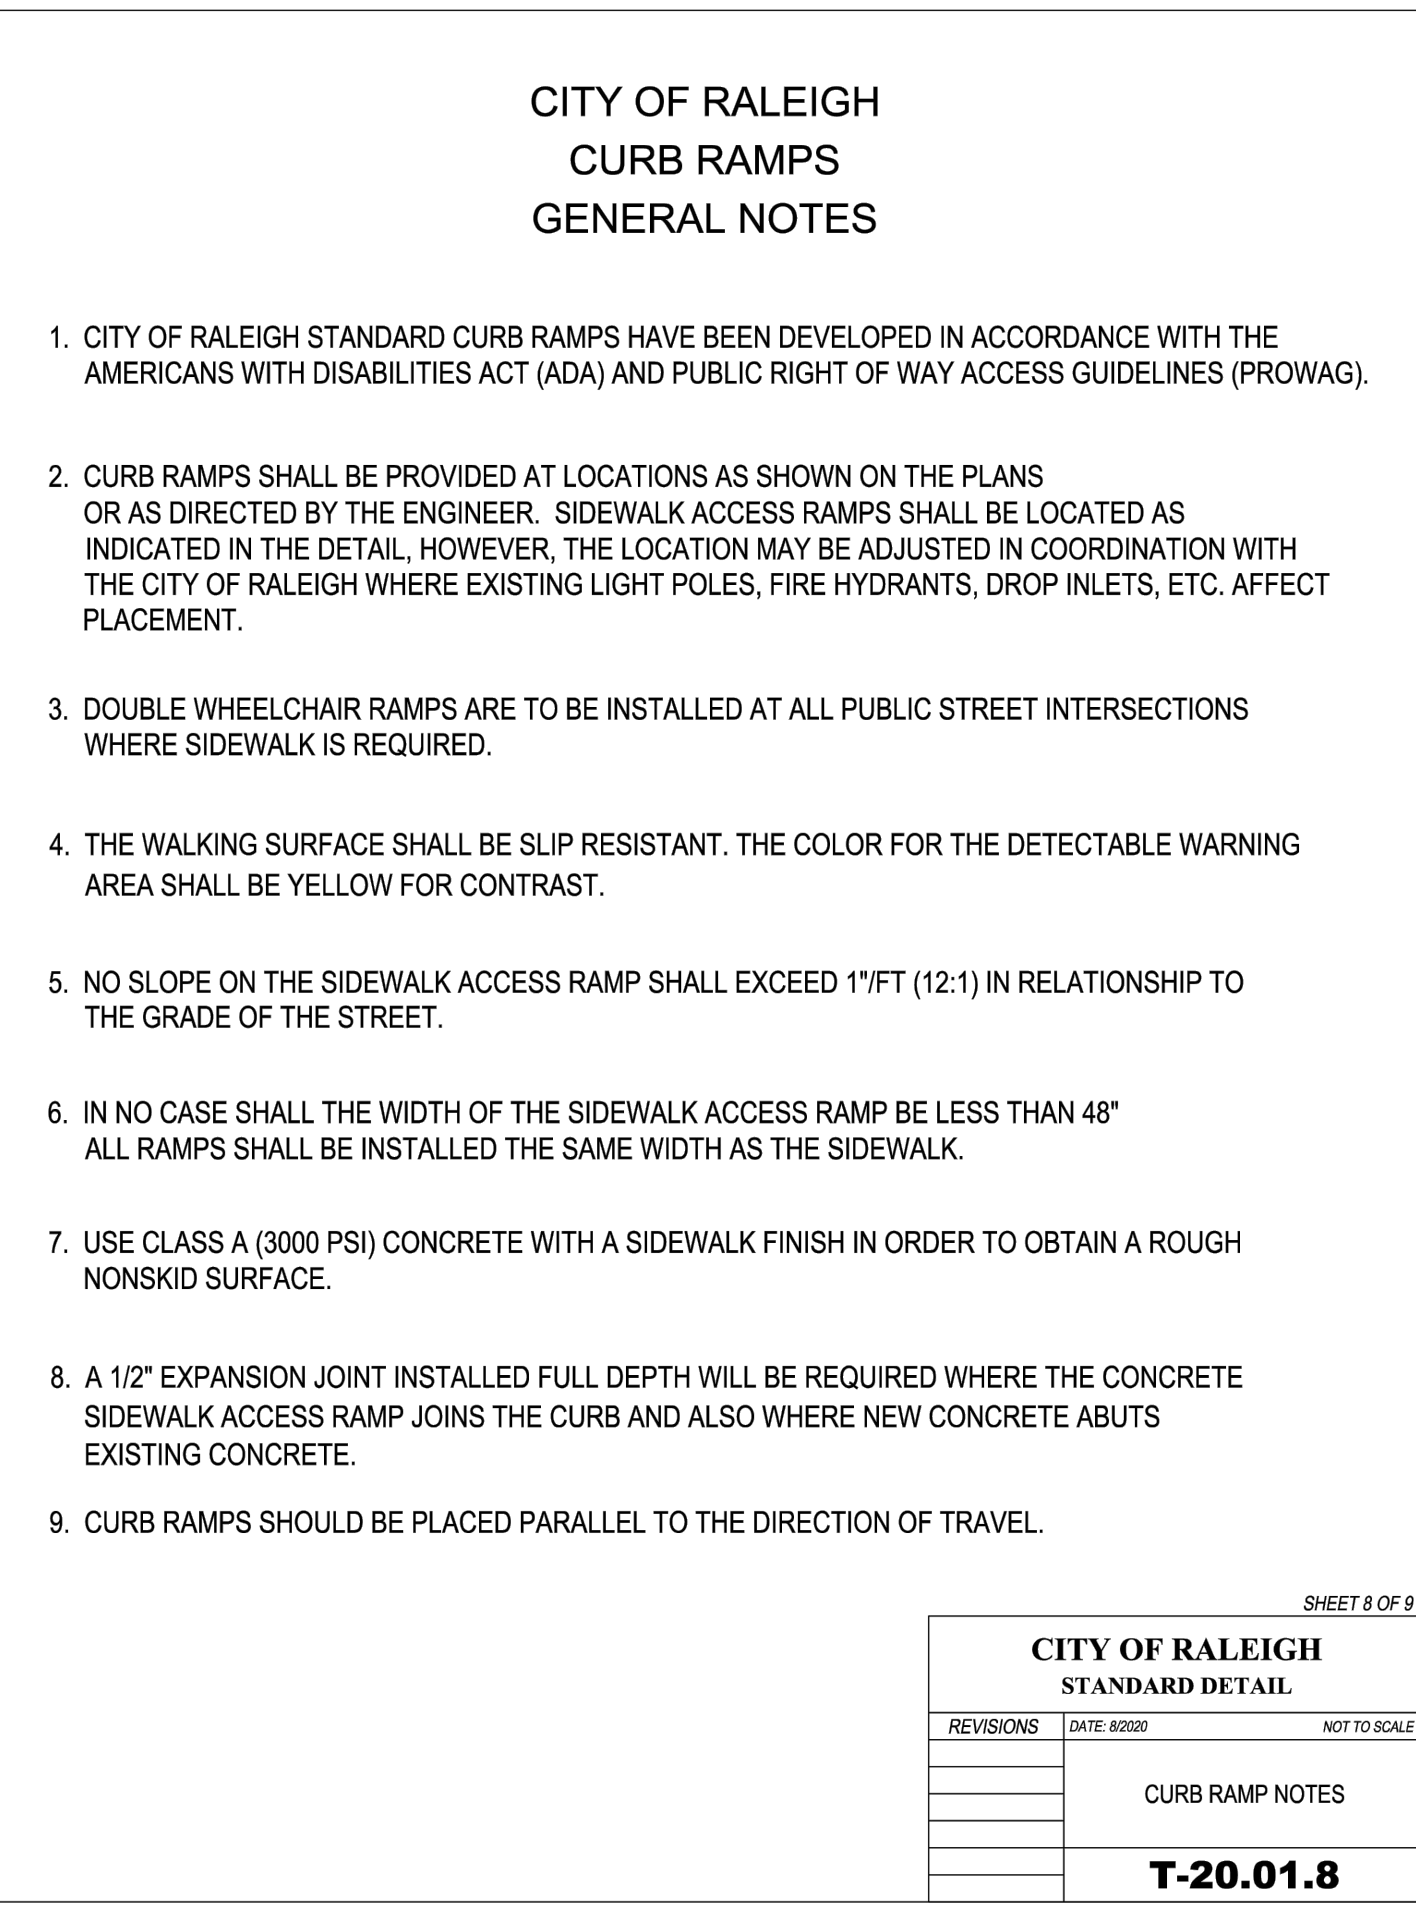 CITY OF RALEIGH
CURB RAMPS
GENERAL NOTES
1. CITY OF RALEIGH STANDARD CURB RAMPS HAVE BEEN DEVELOPED IN ACCORDANCE WITH THE
AMERICANS WITH DISABILITIES ACT (ADA) AND PUBLIC RIGHT OF WAY ACCESS GUIDELINES (PROWAG).
2. CURB RAMPS SHALL BE PROVIDED AT LOCATIONS AS SHOWN ON THE PLANS
OR AS DIRECTED BY THE ENGINEER. SIDEWALK ACCESS RAMPS SHALL BE LOCATED AS
INDICATED IN THE DETAIL, HOWEVER, THE LOCATION MAY BE ADJUSTED IN COORDINATION WITH
THE CITY OF RALEIGH WHERE EXISTING LIGHT POLES, FIRE HYDRANTS, DROP INLETS, ETC. AFFECT
PLACEMENT.
3. DOUBLE WHEELCHAIR RAMPS ARE TO BE INSTALLED AT ALL PUBLIC STREET INTERSECTIONS
WHERE SIDEWALK IS REQUIRED.
4. THE WALKING SURFACE SHALL BE SLIP RESISTANT. THE COLOR FOR THE DETECTABLE WARNING
AREA SHALL BE YELLOW FOR CONTRAST.
5. NO SLOPE ON THE SIDEWALK ACCESS RAMP SHALL EXCEED 1"/FT (12:1) IN RELATIONSHIP TO
THE GRADE OF THE STREET.
6. IN NO CASE SHALL THE WIDTH OF THE SIDEWALK ACCESS RAMP BE LESS THAN 48"
ALL RAMPS SHALL BE INSTALLED THE SAME WIDTH AS THE SIDEWALK.
7. USE CLASS A (3000 PSI) CONCRETE WITH A SIDEWALK FINISH IN ORDER TO OBTAIN A ROUGH
NONSKID SURFACE.
8. A 1/2" EXPANSION JOINT INSTALLED FULL DEPTH WILL BE REQUIRED WHERE THE CONCRETE
SIDEWALK ACCESS RAMP JOINS THE CURB AND ALSO WHERE NEW CONCRETE ABUTS
EXISTING CONCRETE.
9. CURB RAMPS SHOULD BE PLACED PARALLEL TO THE DIRECTION OF TRAVEL.
SHEET 8 OF 9
CITY OF RALEIGH
STANDARD DETAIL
REVISIONS DATE: 8/2020 NOT TO SCALE
CURB RAMP NOTES
T-20.01.8